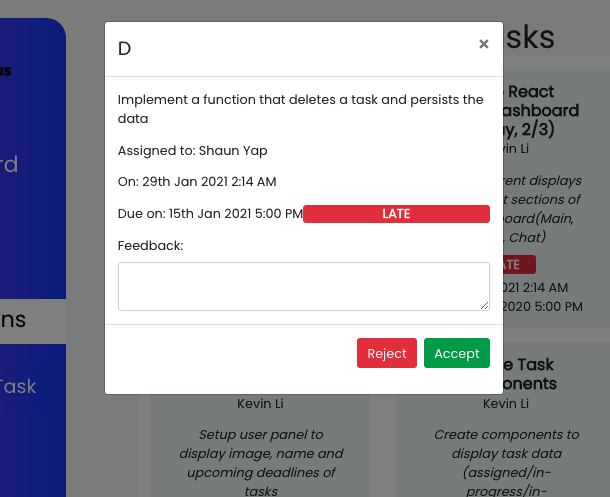 D
×
Implement a function that deletes a task and persists the
data
Assigned to: Shaun Yap
On: 29th Jan 2021 2:14 AM
Due on: 15th Jan 2021 5:00 PM LATE
Feedback:
Reject Accept
sks
React
ashboard
y, 2/3)
vin Li
rent displays
t sections of
board(Main,
, Chat)
ATE
021 2:14 AM
2020 5:00 PM
us
rd
ns
Task
Kevin Li
Setup user panel to
display image, name and
upcoming deadlines of
tasks
e Task
onents
Kevin Li
Create components to
display task data
(assigned/in-
progress/in-